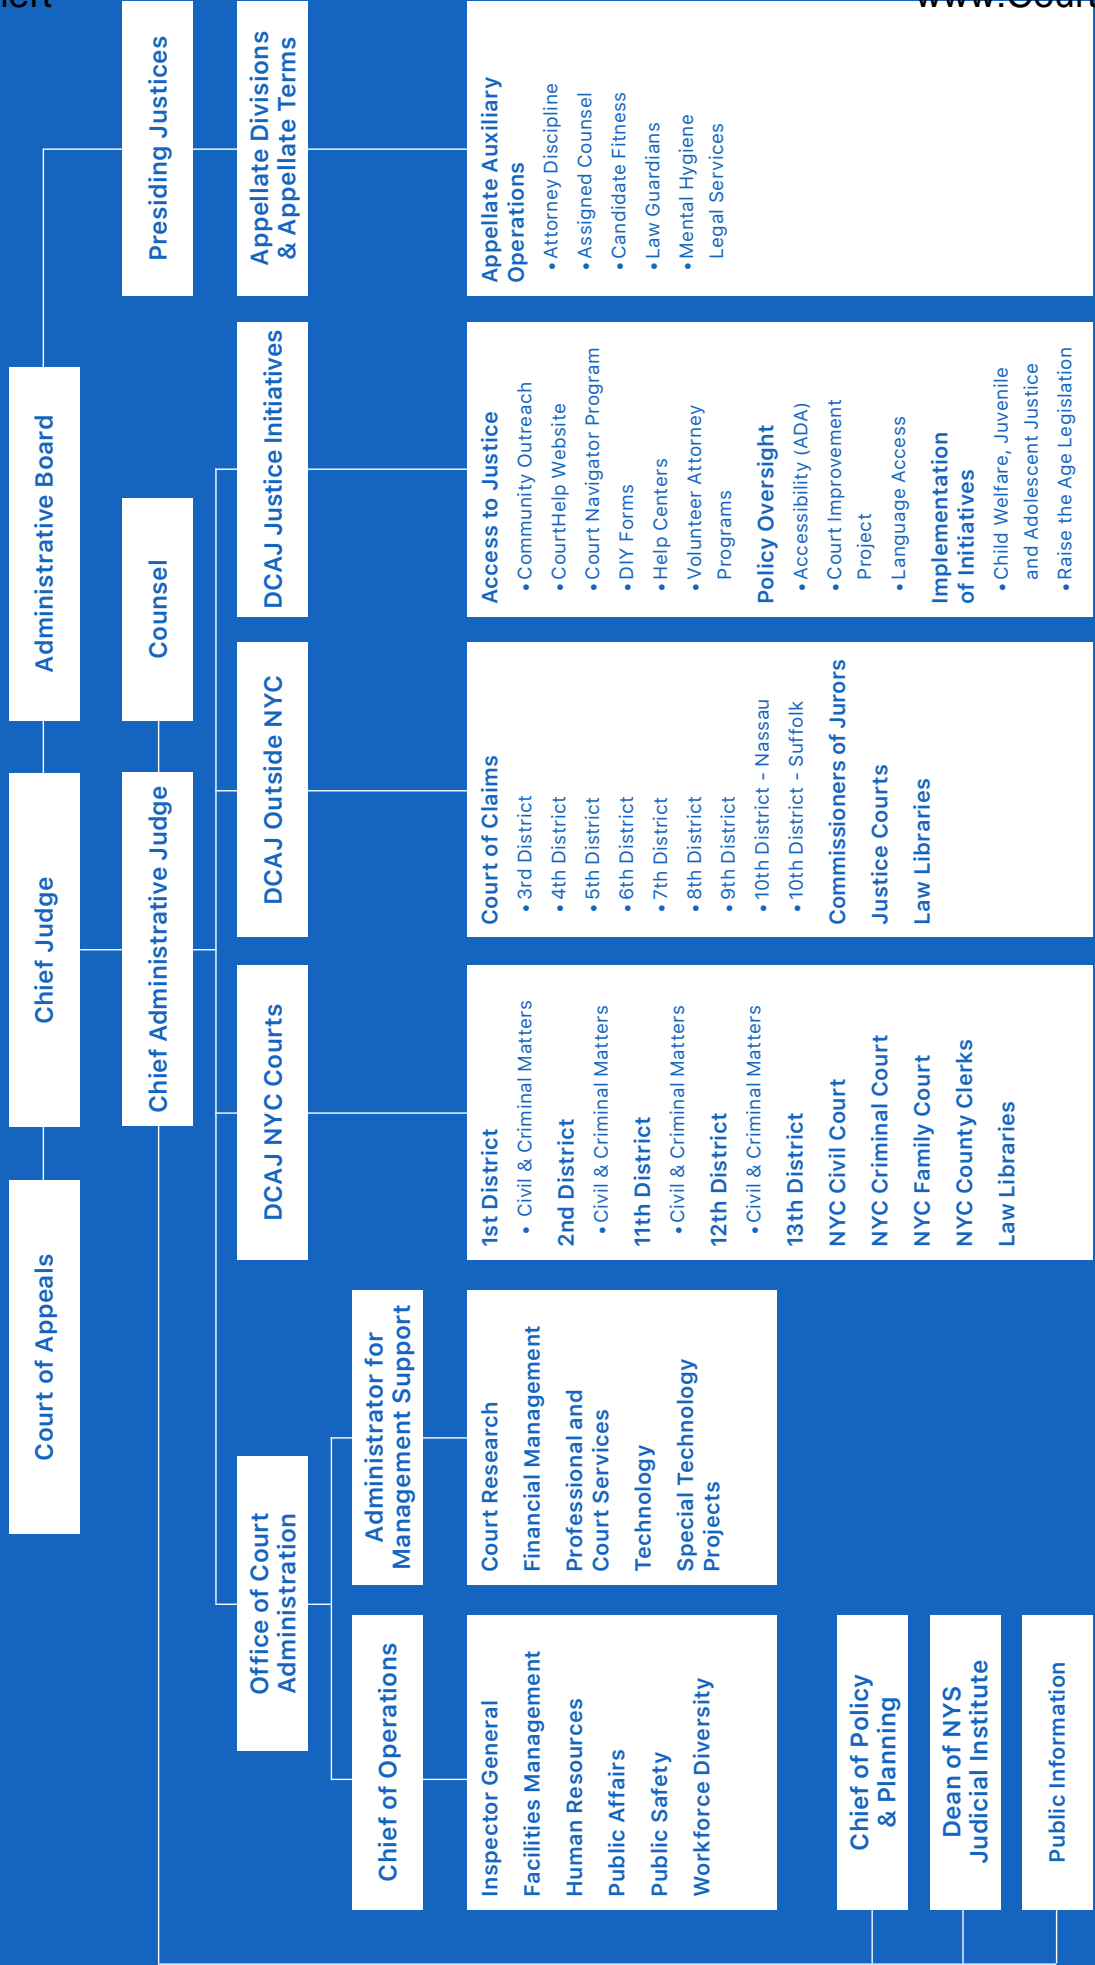 Court of Appeals
Chief Judge
Administrative Board
Chief Administrative Judge
Counsel
Presiding Justices
Office of Court
Administration
DCAJ NYC Courts
DCAJ Outside NYC
DCAJ Justice Initiatives
Appellate Divisions
& Appellate Terms
Chief of Operations
Administrator for
Management Support
Inspector General
Facilities Management
Human Resources
Public Affairs
Public Safety
Workforce Diversity
Court Research
Financial Management
Professional and
Court Services
Technology
Special Technology
Projects
1st District
• Civil & Criminal Matters
2nd District
• Civil & Criminal Matters
11th District
• Civil & Criminal Matters
12th District
• Civil & Criminal Matters
13th District
NYC Civil Court
NYC Criminal Court
NYC Family Court
NYC County Clerks
Law Libraries
Court of Claims
• 3rd District
• 4th District
• 5th District
• 6th District
• 7th District
• 8th District
• 9th District
• 10th District - Nassau
• 10th District - Suffolk
Commissioners of Jurors
Justice Courts
Law Libraries
Access to Justice
• Community Outreach
• CourtHelp Website
• Court Navigator Program
• DIY Forms
• Help Centers
• Volunteer Attorney
Programs
Policy Oversight
• Accessibility (ADA)
• Court Improvement
Project
• Language Access
Implementation
of Initiatives
• Child Welfare, Juvenile
and Adolescent Justice
• Raise the Age Legislation
Appellate Auxiliary
Operations
• Attorney Discipline
• Assigned Counsel
• Candidate Fitness
• Law Guardians
• Mental Hygiene
Legal Services
Chief of Policy
& Planning
Dean of NYS
Judicial Institute
Public Information